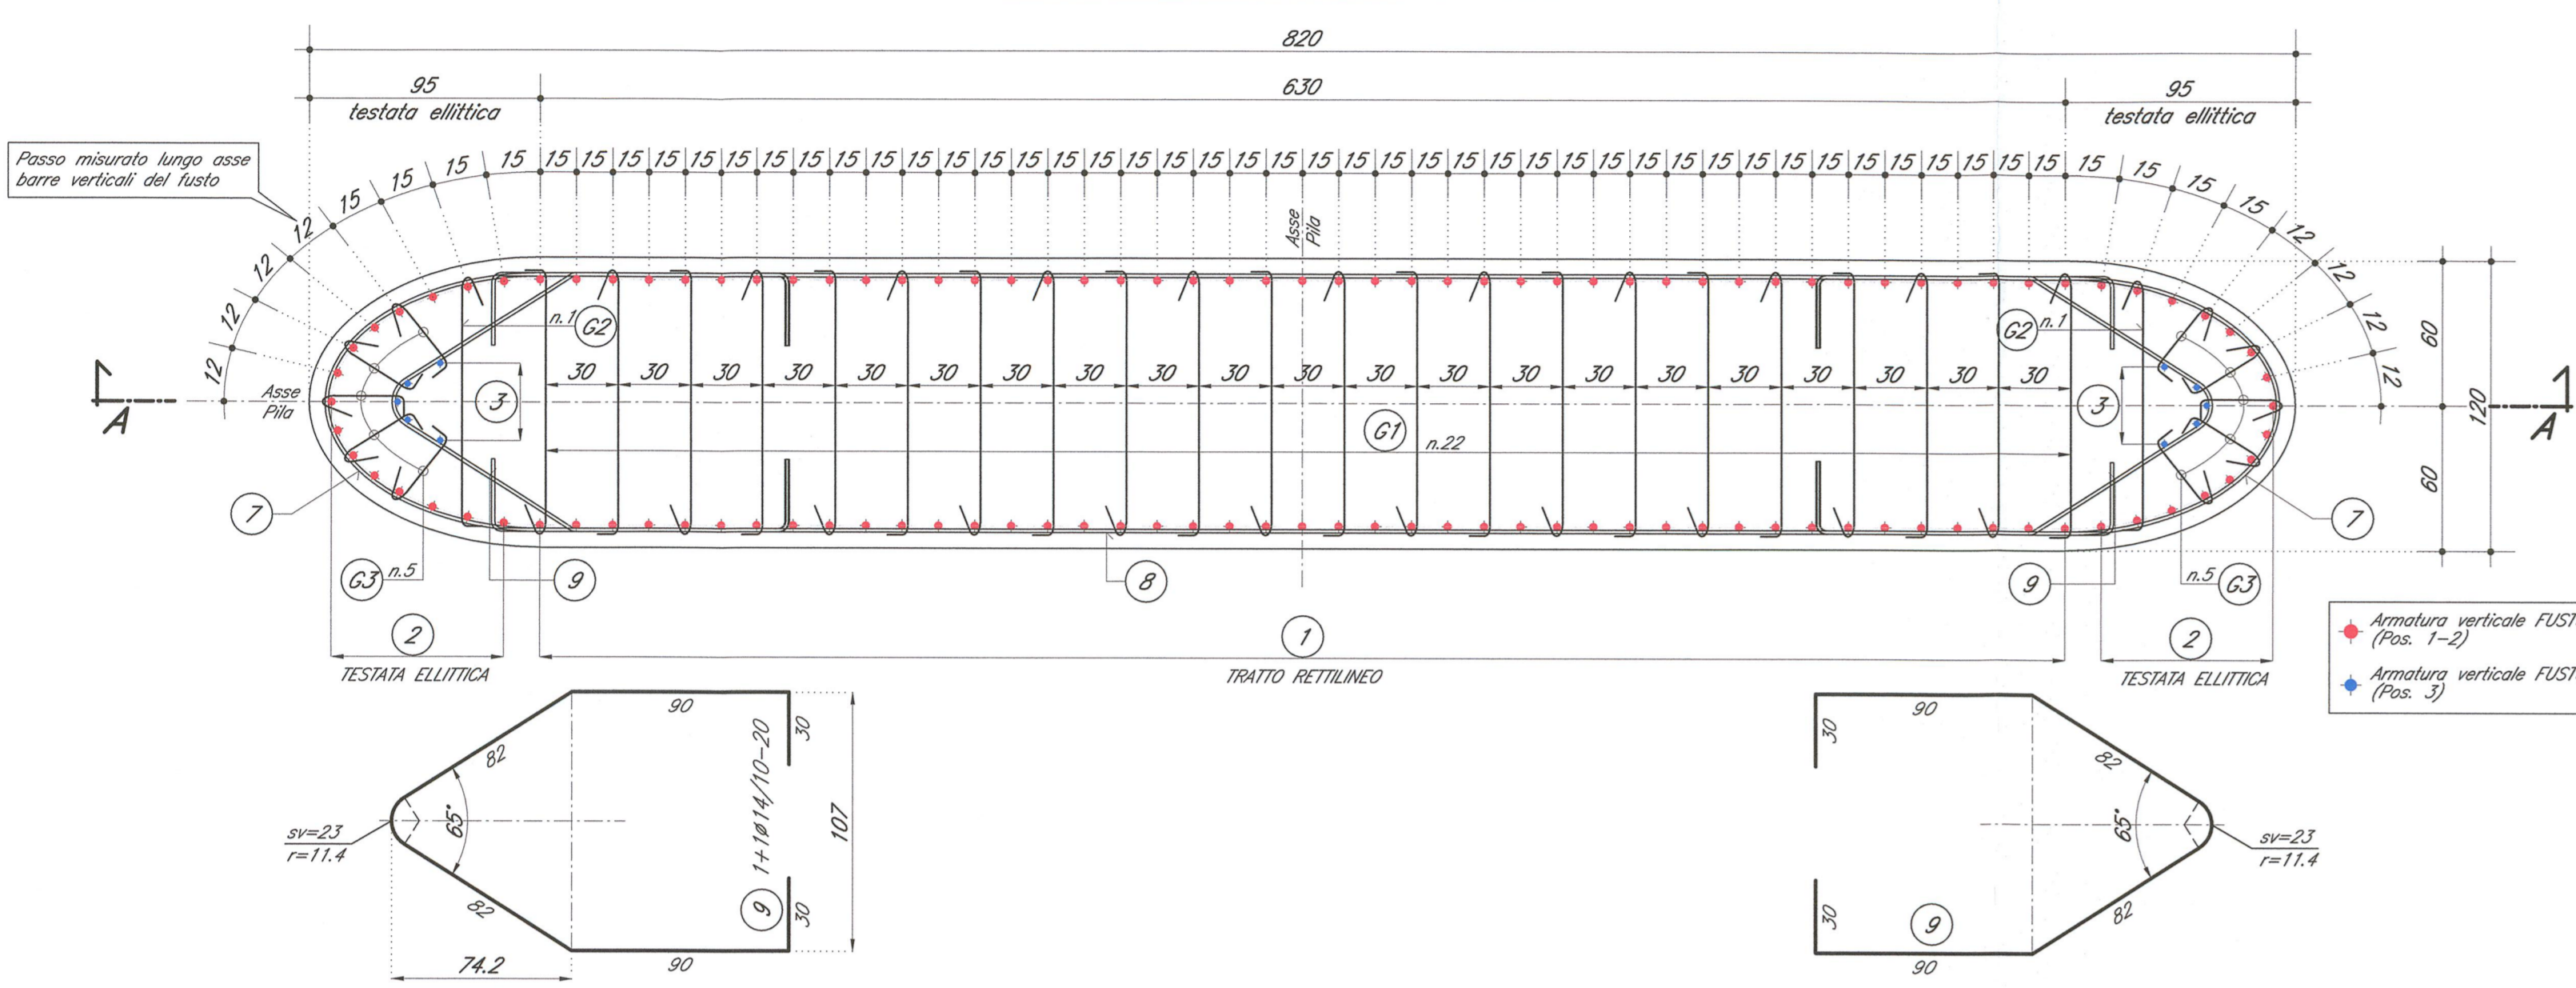 820
95
630
95
testata ellittica
testata ellittica
Passo misurato lungo asse
barre verticali del fusto
12 12 12 12 15 15 15 15 15 15 15 15 15 15 15 15 15 15 15 15 15 15 15 15 15 15 15 15 15 15 15 15 15 15 15 15 15 15 15 15 15 15 15 15 15 15 15 15 15 15 15 15 15 15 12 12 12 12
Asse
Pila
n.1 G2
G2 n.1
60
30 30 30 30 30 30 30 30 30 30 30 30 30 30 30 30 30 30 30 30 30
Asse
Pila
3
3
A
A
120
G1
n.22
60
7
7
G3 n.5
9
8
9
n.5 G3
2
1
2
TESTATA ELLITTICA
TRATTO RETTILINEO
TESTATA ELLITTICA
Armatura verticale FUST
(Pos. 1-2)
Armatura verticale FUST
(Pos. 3)
90
30
82
65°
sv=23
r=11.4
1+1ø14/10-20
9
107
82
30
90
74.2
90
30
82
65°
sv=23
r=11.4
30
9
82
90